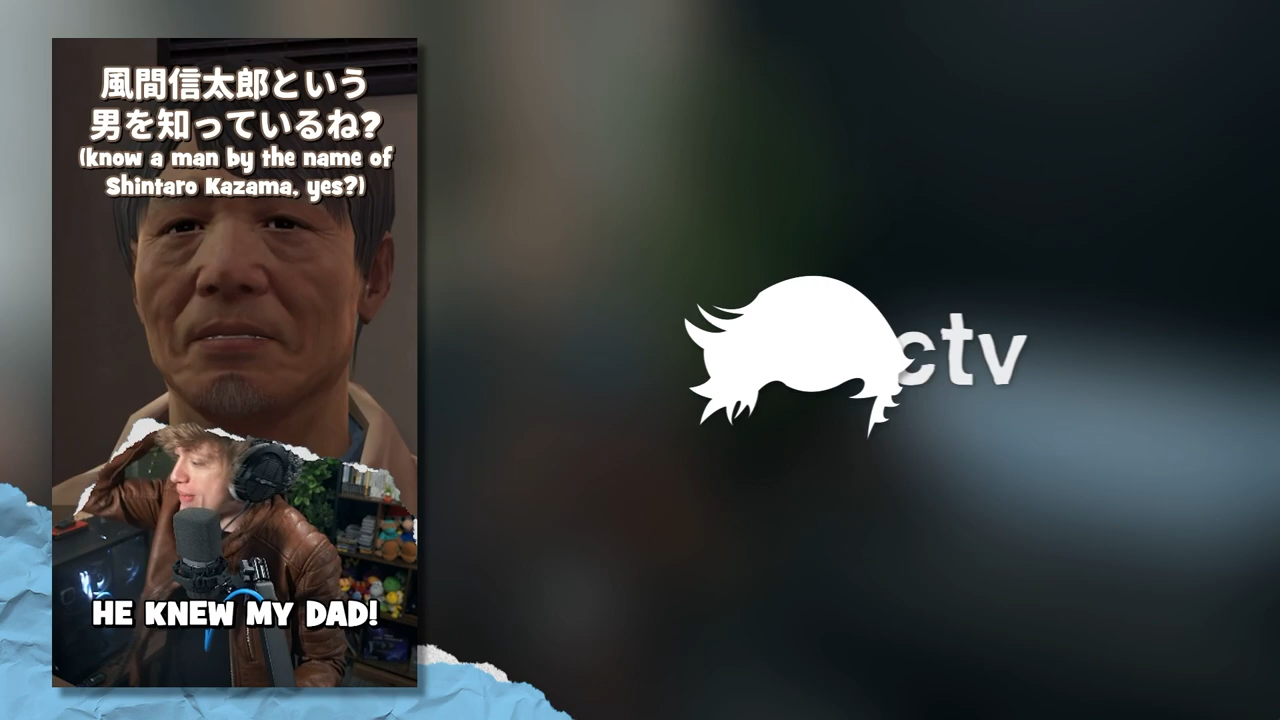 風間信太郎という
男を知っているね?
(know a man by the name of
Shintaro Kazama, yes?)
HE KNEW MY DAD!
ctv